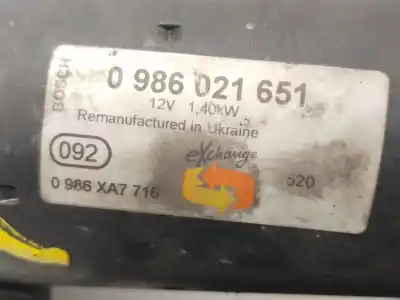 BOSCH
0 986 021 651
12V 1,40kW
Remanufactured in Ukraine
092
eXchange
0 986 XA7 716
520